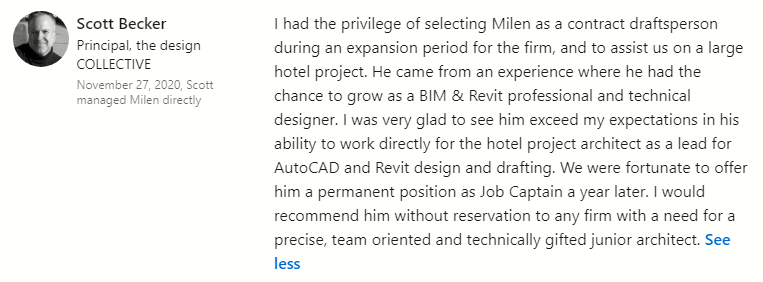 Scott Becker
Principal, the design
COLLECTIVE
November 27, 2020, Scott
managed Milen directly
I had the privilege of selecting Milen as a contract draftsperson
during an expansion period for the firm, and to assist us on a large
hotel project. He came from an experience where he had the
chance to grow as a BIM & Revit professional and technical
designer. I was very glad to see him exceed my expectations in his
ability to work directly for the hotel project architect as a lead for
AutoCAD and Revit design and drafting. We were fortunate to offer
him a permanent position as Job Captain a year later. I would
recommend him without reservation to any firm with a need for a
precise, team oriented and technically gifted junior architect. See
less